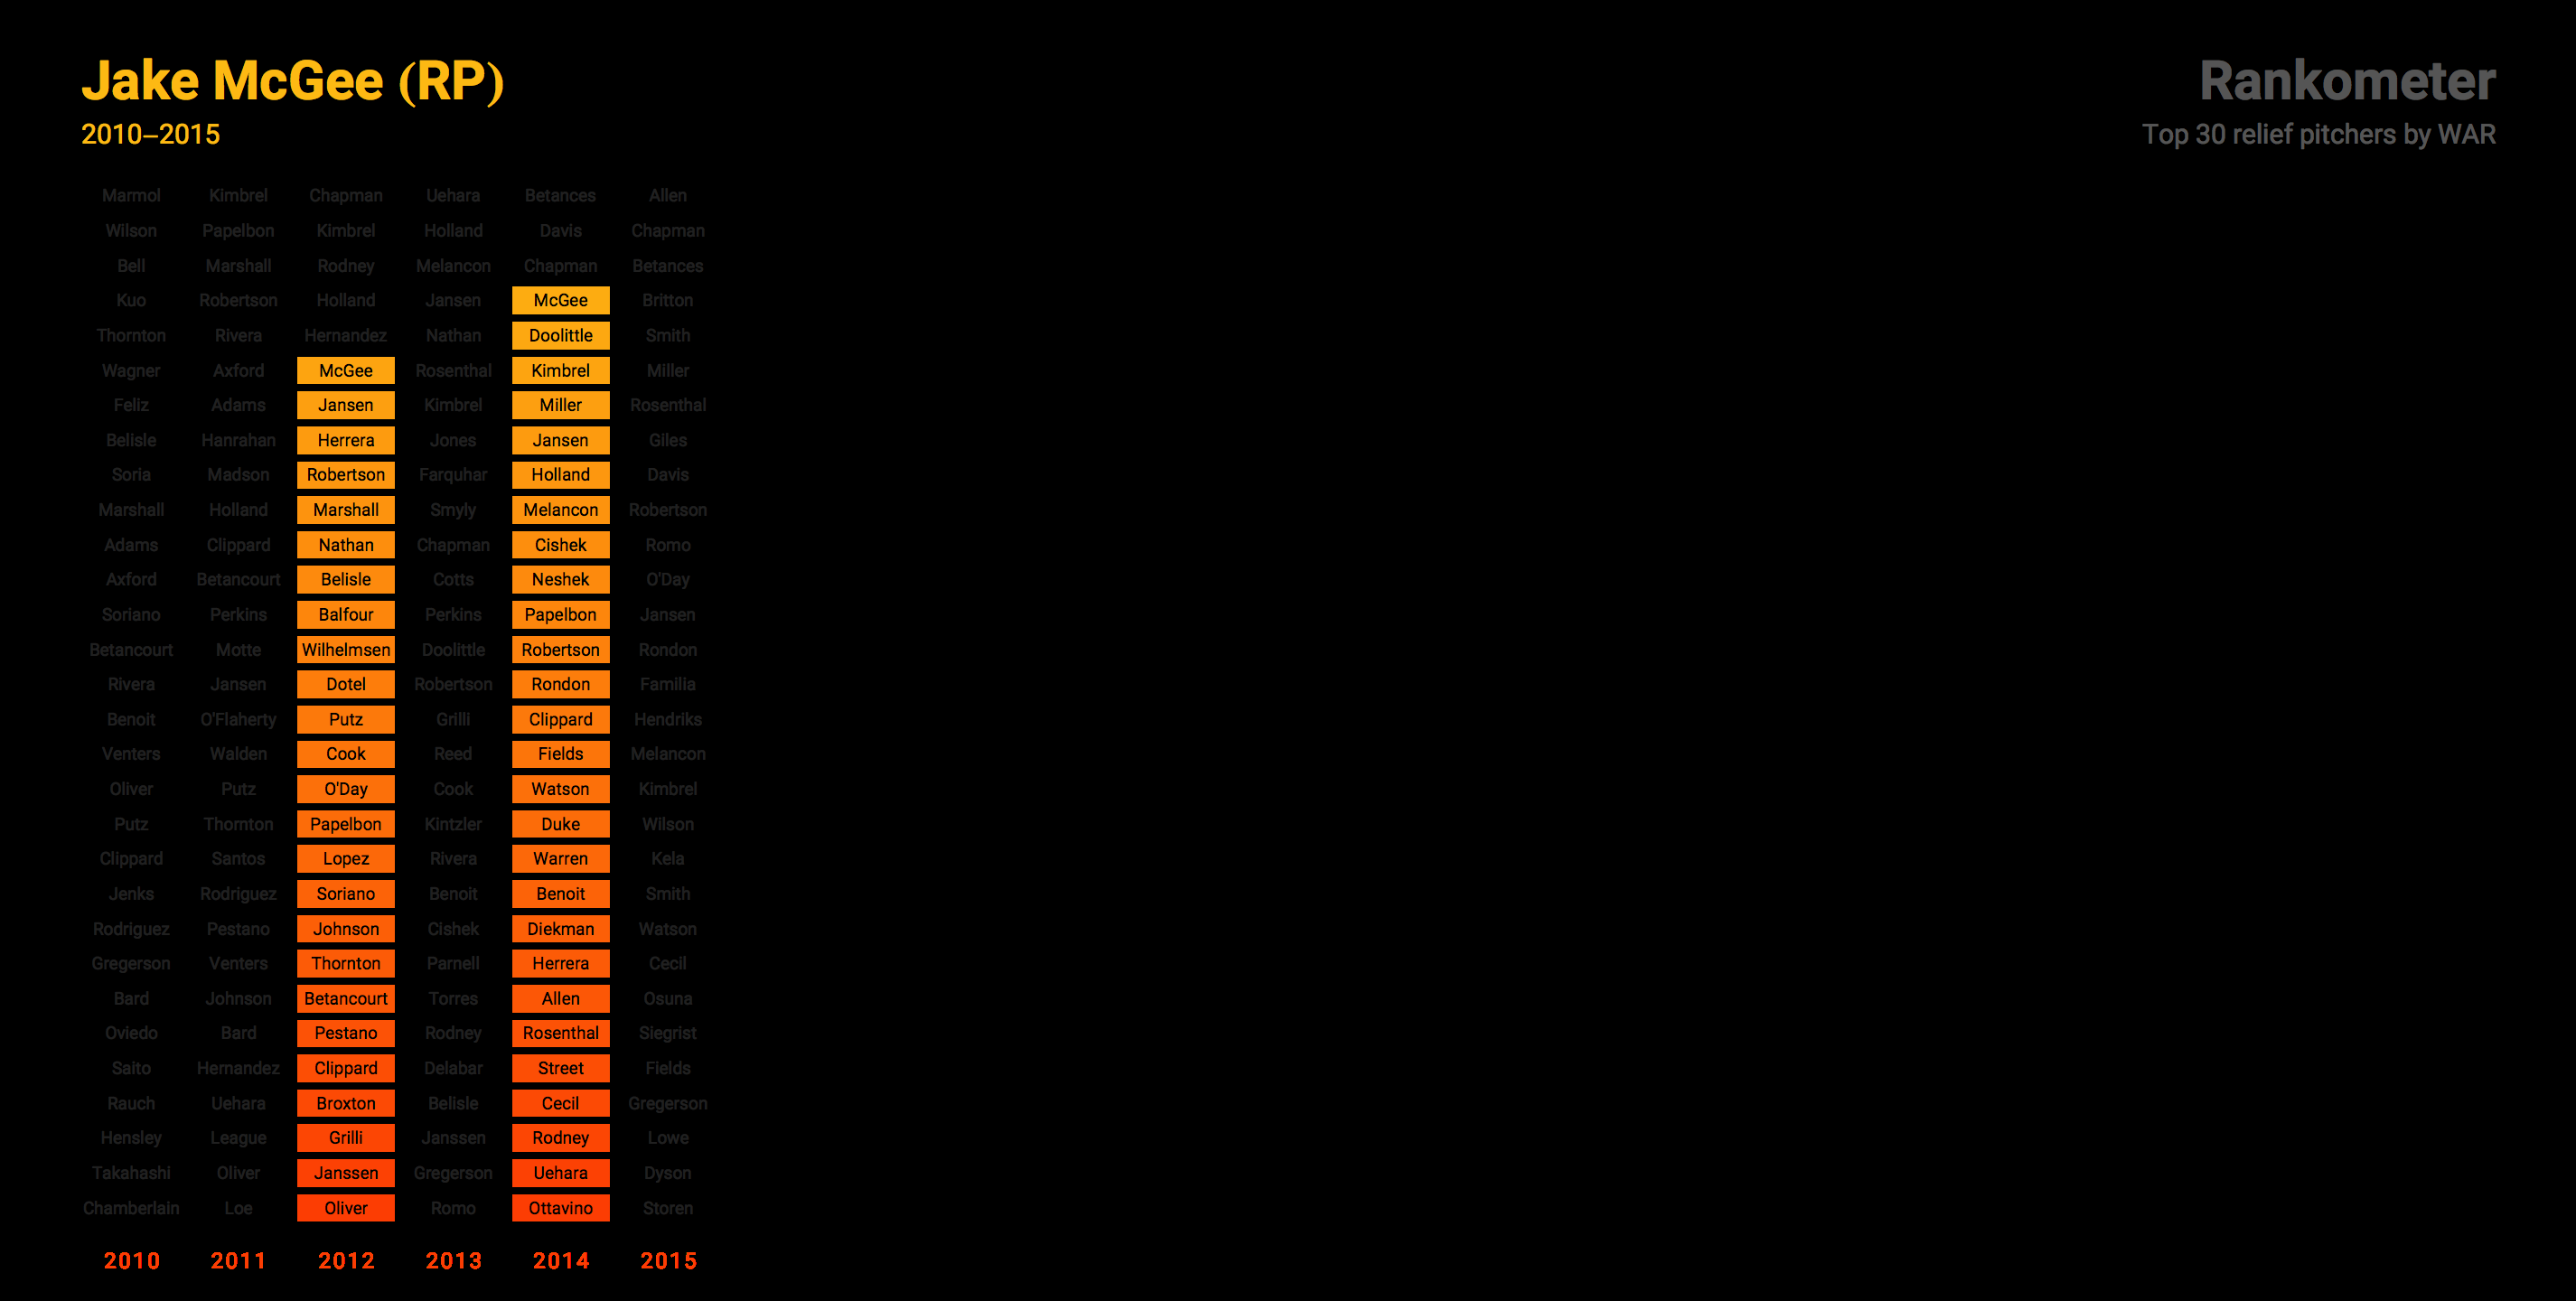 Jake McGee (RP)
2010–2015
Rankometer
Top 30 relief pitchers by WAR
Marmol Kimbrel Chapman Uehara Betances Allen
Wilson Papelbon Kimbrel Holland Davis Chapman
Bell Marshall Rodney Melancon Chapman Betances
Kuo Robertson Holland Jansen McGee Britton
Thornton Rivera Hernandez Nathan Doolittle Smith
Wagner Axford McGee Rosenthal Kimbrel Miller
Feliz Adams Jansen Kimbrel Miller Rosenthal
Belisle Hanrahan Herrera Jones Jansen Giles
Soria Madson Robertson Farquhar Holland Davis
Marshall Holland Marshall Smyly Melancon Robertson
Adams Clippard Nathan Chapman Cishek Romo
Axford Betancourt Belisle Cotts Neshek O'Day
Soriano Perkins Balfour Perkins Papelbon Jansen
Betancourt Motte Wilhelmsen Doolittle Robertson Rondon
Rivera Jansen Dotel Robertson Rondon Familia
Benoit O'Flaherty Putz Grilli Clippard Hendriks
Venters Walden Cook Reed Fields Melancon
Oliver Putz O'Day Cook Watson Kimbrel
Putz Thornton Papelbon Kintzler Duke Wilson
Clippard Santos Lopez Rivera Warren Kela
Jenks Rodriguez Soriano Benoit Benoit Smith
Rodriguez Pestano Johnson Cishek Diekman Watson
Gregerson Venters Thornton Parnell Herrera Cecil
Bard Johnson Betancourt Torres Allen Osuna
Oviedo Bard Pestano Rodney Rosenthal Siegrist
Saito Hernandez Clippard Delabar Street Fields
Rauch Uehara Broxton Belisle Cecil Gregerson
Hensley League Grilli Janssen Rodney Lowe
Takahashi Oliver Janssen Gregerson Uehara Dyson
Chamberlain Loe Oliver Romo Ottavino Storen
2010 2011 2012 2013 2014 2015